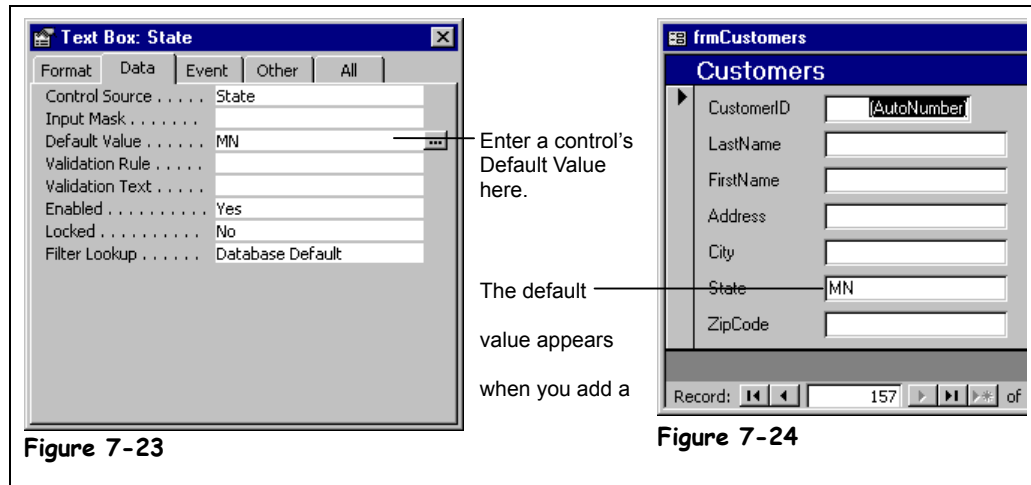 Text Box: State
Format Data Event Other All
Control Source . . . . . State
Input Mask . . . . . . .
Default Value . . . . . . MN
Validation Rule . . . . .
Validation Text . . . . .
Enabled . . . . . . . . . . Yes
Locked . . . . . . . . . . No
Filter Lookup . . . . . . Database Default
Enter a control's
Default Value
here.
The default
value appears
when you add a
Figure 7-23
frmCustomers
Customers
CustomerID (AutoNumber)
LastName
FirstName
Address
City
State MN
ZipCode
Record: 157 of
Figure 7-24